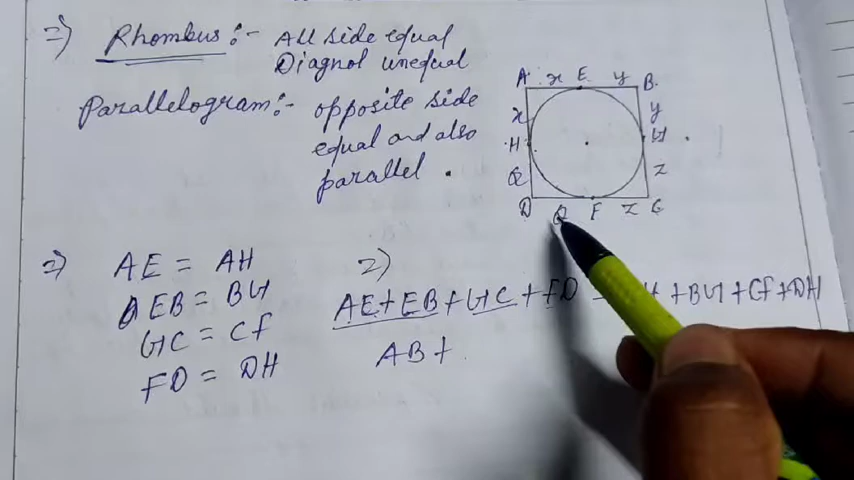 =) Rhombus :- All side equal
Diagnol unequal
Parallelogram :- opposite side
equal and also
parallel .
A x E y B
x y
H G
Q z
D Q F z C
=) AE = AH
EB = BG
GC = CF
FD = DH
2)
AE + EB + GC + FD = + BG + CF + DH
AB +